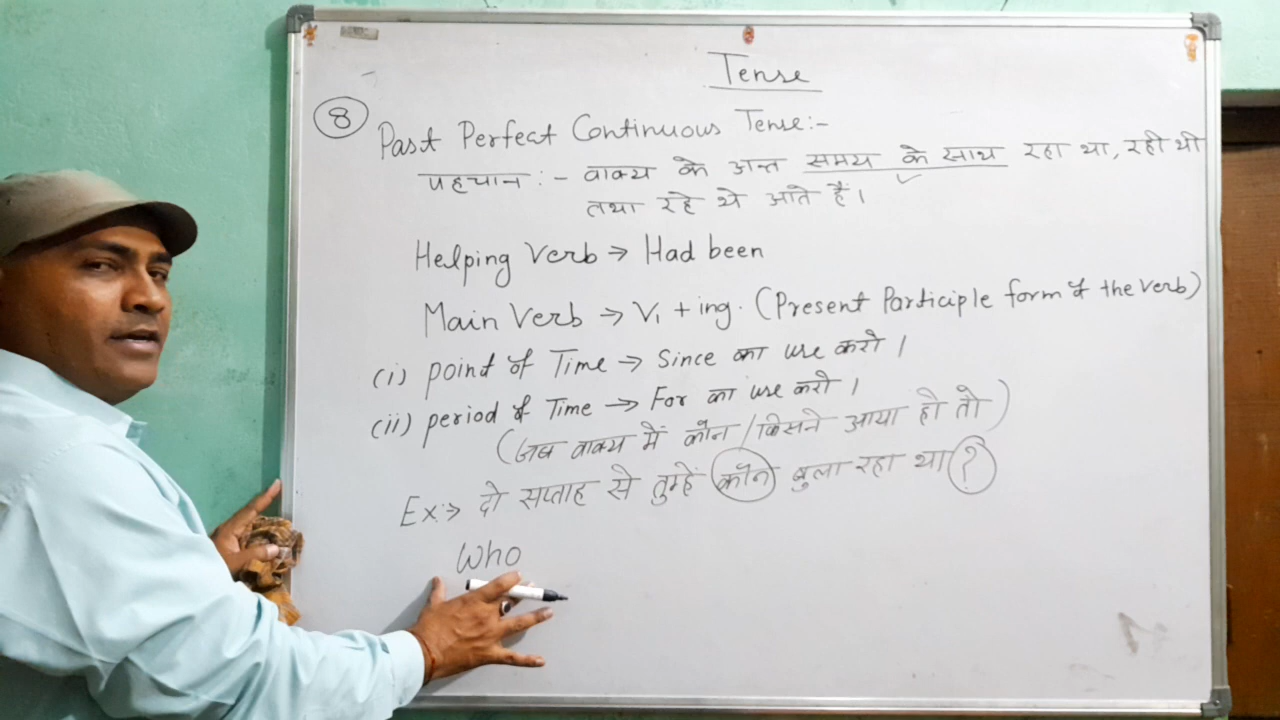 Tense
8 Past Perfect Continuous Tense:-
पहचान :- वाक्य के अन्त समय के साथ रहा था, रही थी
तथा रहे थे आते हैं।
Helping Verb → Had been
Main Verb → V1 + ing. (Present Participle form of the verb)
(i) point of Time → Since का use करो।
(ii) period of Time → For का use करो।
(जब वाक्य में कौन/किसने आया हो तो)
Ex:→ दो सप्ताह से तुम्हें कौन बुला रहा था?
Who